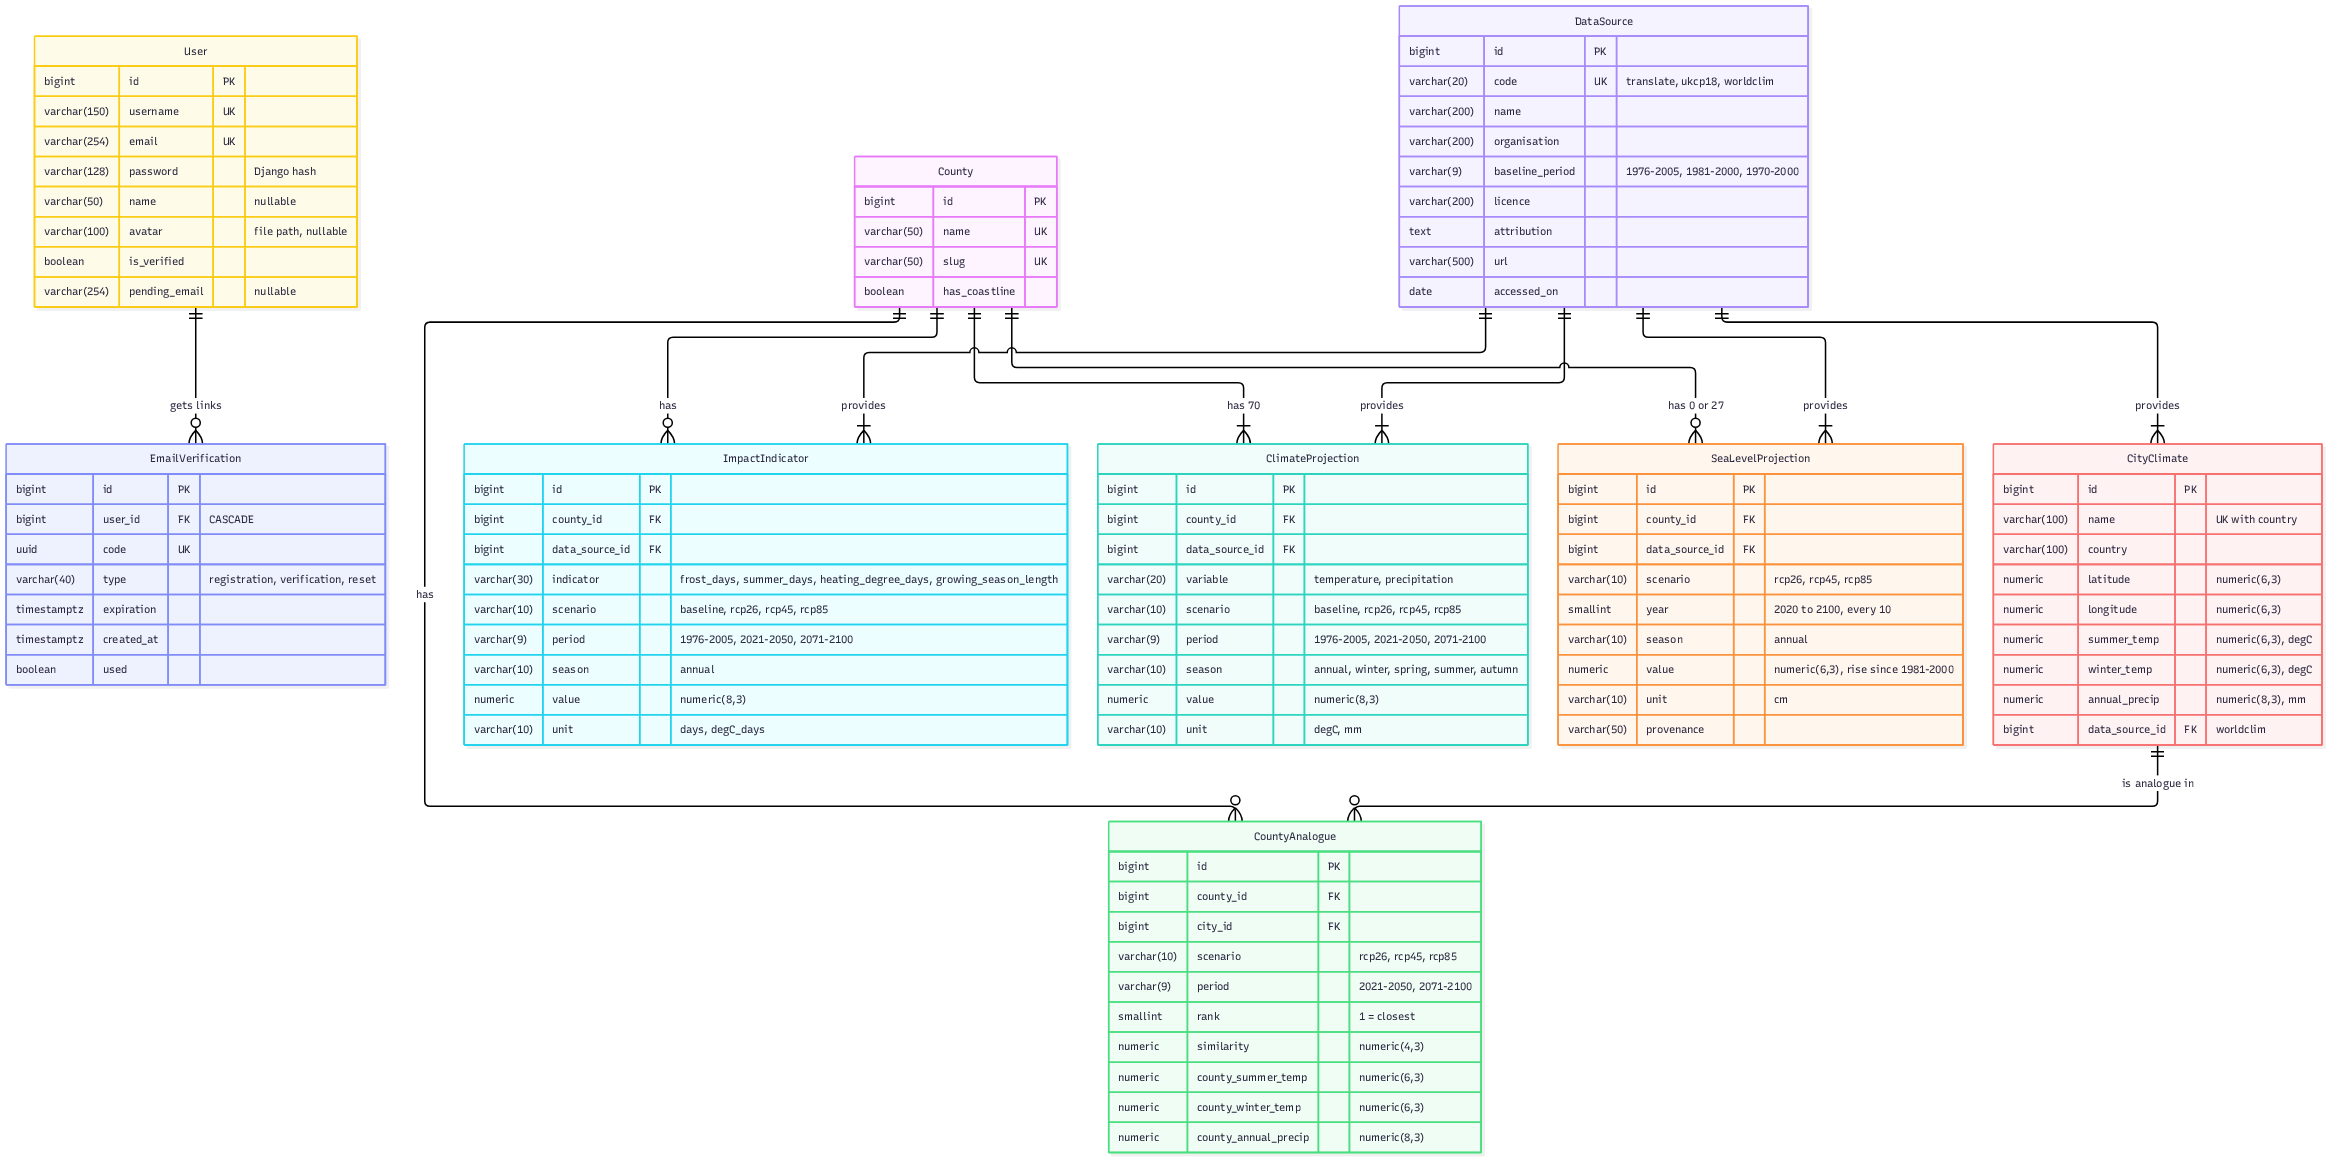 User
bigint id PK
varchar(150) username UK
varchar(254) email UK
varchar(128) password Django hash
varchar(50) name nullable
varchar(100) avatar file path, nullable
boolean is_verified
varchar(254) pending_email nullable
County
bigint id PK
varchar(50) name UK
varchar(50) slug UK
boolean has_coastline
DataSource
bigint id PK
varchar(20) code UK translate, ukcp18, worldclim
varchar(200) name
varchar(200) organisation
varchar(9) baseline_period 1976-2005, 1981-2000, 1970-2000
varchar(200) licence
text attribution
varchar(500) url
date accessed_on
gets links
has
provides
has 70
provides
has 0 or 27
provides
provides
EmailVerification
bigint id PK
bigint user_id FK CASCADE
uuid code UK
varchar(40) type registration, verification, reset
timestamptz expiration
timestamptz created_at
boolean used
has
ImpactIndicator
bigint id PK
bigint county_id FK
bigint data_source_id FK
varchar(30) indicator frost_days, summer_days, heating_degree_days, growing_season_length
varchar(10) scenario baseline, rcp26, rcp45, rcp85
varchar(9) period 1976-2005, 2021-2050, 2071-2100
varchar(10) season annual
numeric value numeric(8,3)
varchar(10) unit days, degC_days
ClimateProjection
bigint id PK
bigint county_id FK
bigint data_source_id FK
varchar(20) variable temperature, precipitation
varchar(10) scenario baseline, rcp26, rcp45, rcp85
varchar(9) period 1976-2005, 2021-2050, 2071-2100
varchar(10) season annual, winter, spring, summer, autumn
numeric value numeric(8,3)
varchar(10) unit degC, mm
SeaLevelProjection
bigint id PK
bigint county_id FK
bigint data_source_id FK
varchar(10) scenario rcp26, rcp45, rcp85
smallint year 2020 to 2100, every 10
varchar(10) season annual
numeric value numeric(6,3), rise since 1981-2000
varchar(10) unit cm
varchar(50) provenance
CityClimate
bigint id PK
varchar(100) name UK with country
varchar(100) country
numeric latitude numeric(6,3)
numeric longitude numeric(6,3)
numeric summer_temp numeric(6,3), degC
numeric winter_temp numeric(6,3), degC
numeric annual_precip numeric(8,3), mm
bigint data_source_id FK worldclim
is analogue in
CountyAnalogue
bigint id PK
bigint county_id FK
bigint city_id FK
varchar(10) scenario rcp26, rcp45, rcp85
varchar(9) period 2021-2050, 2071-2100
smallint rank 1 = closest
numeric similarity numeric(4,3)
numeric county_summer_temp numeric(6,3)
numeric county_winter_temp numeric(6,3)
numeric county_annual_precip numeric(8,3)